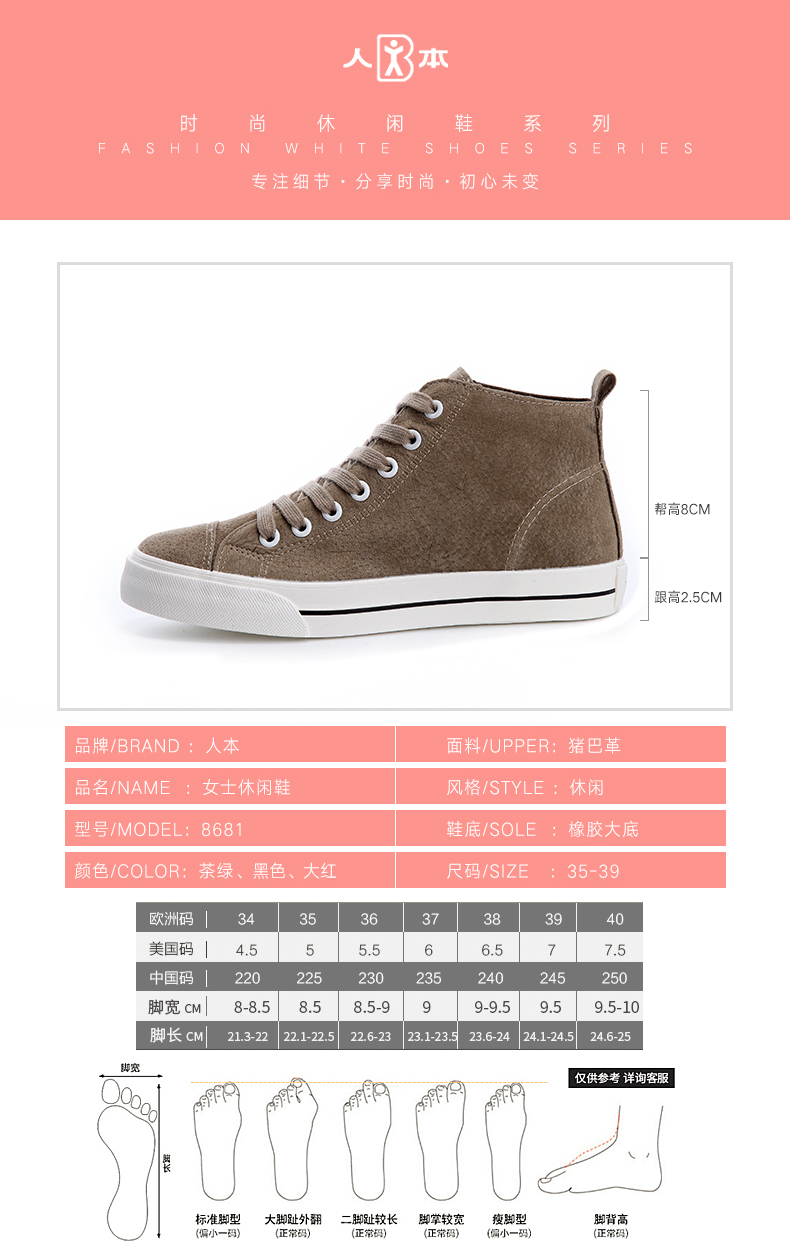 人本
时尚休闲鞋系列
FASHION WHITE SHOES SERIES
专注细节·分享时尚·初心未变
帮高8CM
跟高2.5CM
品牌/BRAND ：人本 面料/UPPER：猪巴革
品名/NAME ：女士休闲鞋 风格/STYLE ：休闲
型号/MODEL：8681 鞋底/SOLE ：橡胶大底
颜色/COLOR：茶绿、黑色、大红 尺码/SIZE ：35-39
欧洲码 34 35 36 37 38 39 40
美国码 4.5 5 5.5 6 6.5 7 7.5
中国码 220 225 230 235 240 245 250
脚宽 CM 8-8.5 8.5 8.5-9 9 9-9.5 9.5 9.5-10
脚长 CM 21.3-22 22.1-22.5 22.6-23 23.1-23.5 23.6-24 24.1-24.5 24.6-25
脚宽
仅供参考 详询客服
脚长
标准脚型 大脚趾外翻 二脚趾较长 脚掌较宽 瘦脚型 脚背高
(偏小一码) (正常码) (正常码) (正常码) (偏小一码) (正常码)